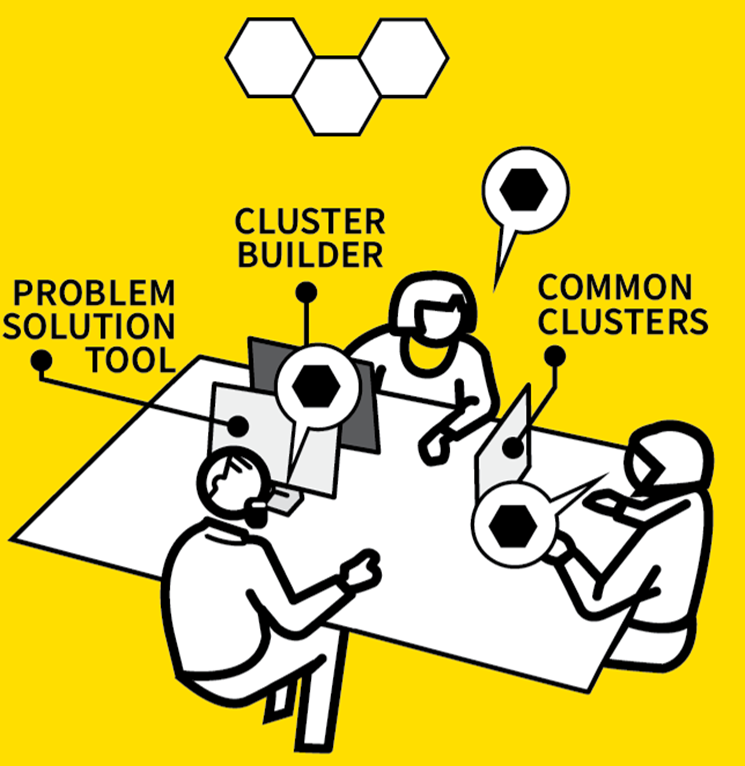 CLUSTER
BUILDER
PROBLEM
SOLUTION
TOOL
COMMON
CLUSTERS